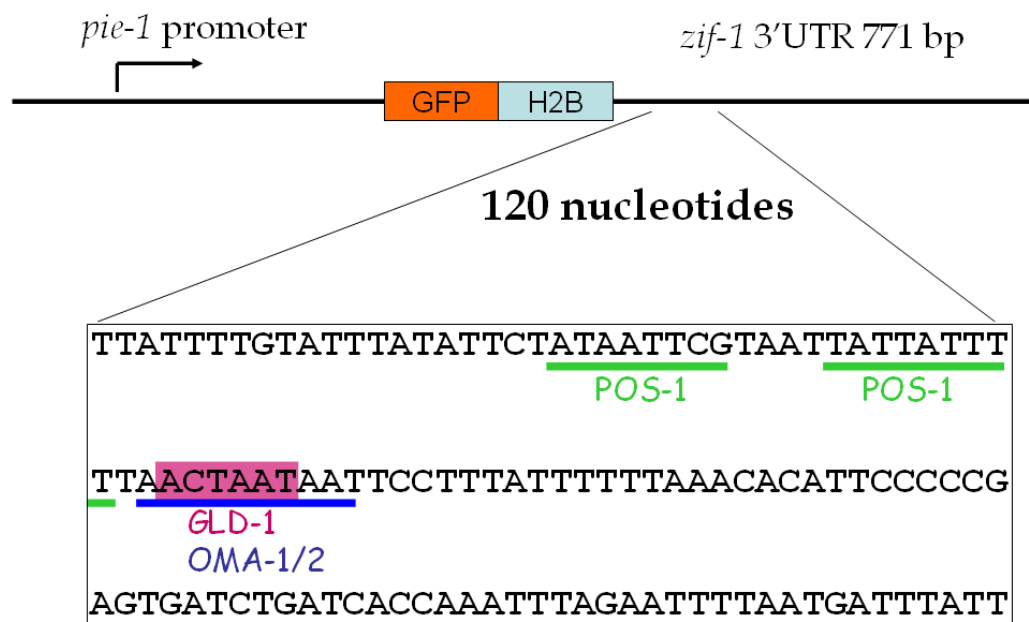 pie-1 promoter
zif-1 3’UTR 771 bp
GFP H2B
120 nucleotides
TTATTTTGTATTTATATTCTATAATTCGTAATTATTATTT
POS-1 POS-1
TTAACTAATAATTCCTTTATTTTTTAAACACATTCCCCCG
GLD-1
OMA-1/2
AGTGATCTGATCACCAAATTTAGAATTTTAATGATTTATT